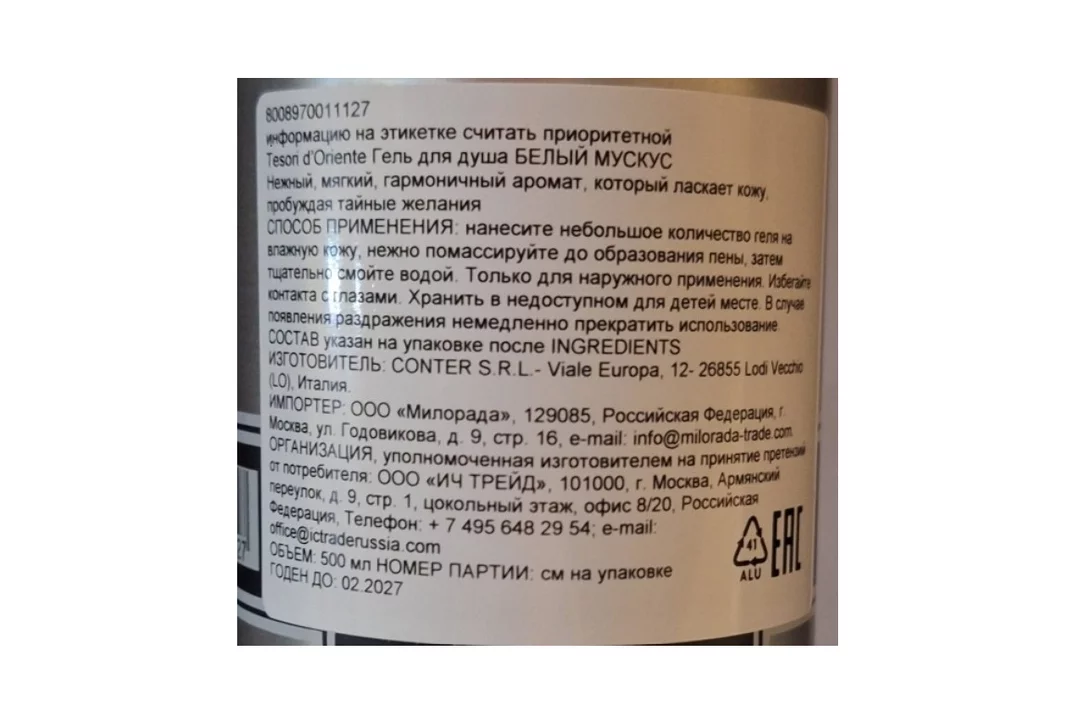 8008970011127
информацию на этикетке считать приоритетной
Tesori d'Oriente Гель для душа БЕЛЫЙ МУСКУС
Нежный, мягкий, гармоничный аромат, который ласкает кожу,
пробуждая тайные желания
СПОСОБ ПРИМЕНЕНИЯ: нанесите небольшое количество геля на
влажную кожу, нежно помассируйте до образования пены, затем
тщательно смойте водой. Только для наружного применения. Избегайте
контакта с глазами. Хранить в недоступном для детей месте. В случае
появления раздражения немедленно прекратить использование.
СОСТАВ указан на упаковке после INGREDIENTS
ИЗГОТОВИТЕЛЬ: CONTER S.R.L.- Viale Europa, 12- 26855 Lodi Vecchio
(LO), Италия.
ИМПОРТЕР: ООО «Милорада», 129085, Российская Федерация, г.
Москва, ул. Годовикова, д. 9, стр. 16, e-mail: info@milorada-trade.com
ОРГАНИЗАЦИЯ, уполномоченная изготовителем на принятие претензий
от потребителя: ООО «ИЧ ТРЕЙД», 101000, г. Москва, Армянский
переулок, д. 9, стр. 1, цокольный этаж, офис 8/20, Российская
Федерация, Телефон: + 7 495 648 29 54; e-mail:
office@ictraderussia.com
ОБЪЕМ: 500 мл НОМЕР ПАРТИИ: см на упаковке
ГОДЕН ДО: 02.2027
41
ALU
EAC
27